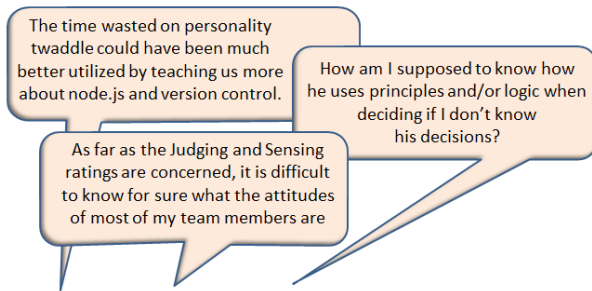 The time wasted on personality
twaddle could have been much
better utilized by teaching us more
about node.js and version control.
How am I supposed to know how
he uses principles and/or logic when
deciding if I don’t know
his decisions?
As far as the Judging and Sensing
ratings are concerned, it is difficult
to know for sure what the attitudes
of most of my team members are